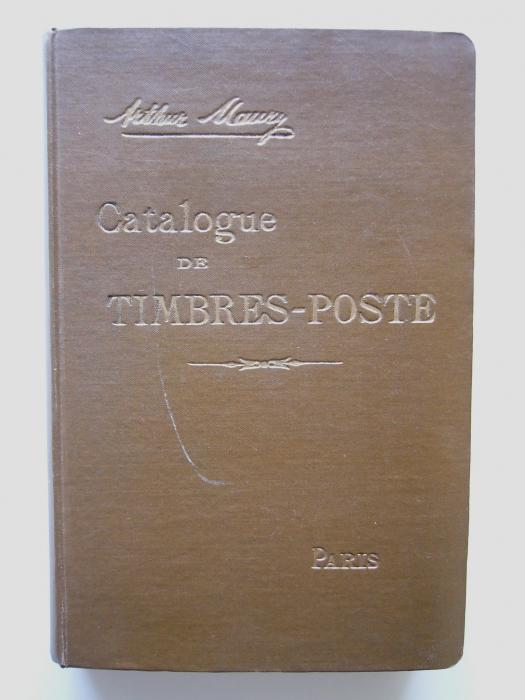 Arthur Maury
Catalogue
DE
TIMBRES-POSTE
PARIS